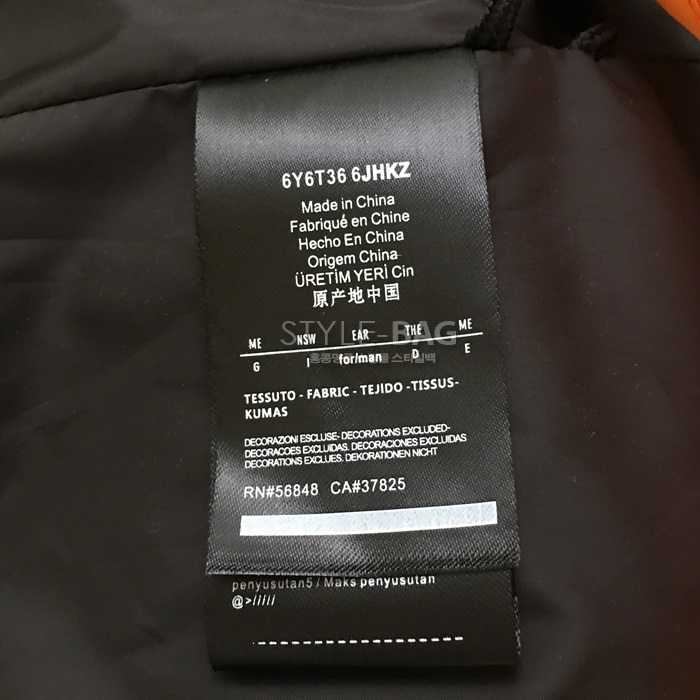 6Y6T36 6JHKZ
Made in China
Fabriqué en Chine
Hecho En China
Origem China
ÜRETİM YERİ Cin
原产地中国
STYLE-BAG
ME NSW EAR THE ME
G I for/man D E
TESSUTO - FABRIC - TEJIDO -TISSUS-
KUMAS
DECORAZIONI ESCLUSE- DECORATIONS EXCLUDED-
DECORACOES EXCLUIDAS. DECORACIONES EXCLUIDAS
DECORATIONS EXCLUES. DEKORATIONEN NICHT
RN#56848 CA#37825
penyusutan5 / Maks penyusutan
@>/////